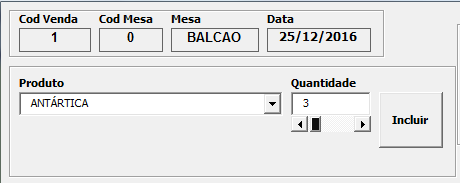 Cod Venda Cod Mesa Mesa Data
1 0 BALCAO 25/12/2016
Produto Quantidade
ANTÁRTICA 3
Incluir